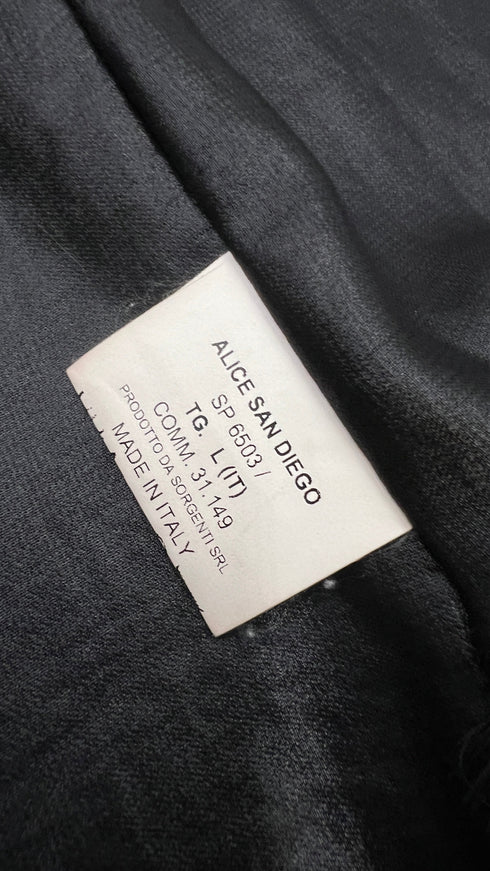 ALICE SAN DIEGO
SP 6503 /
TG. L (IT)
COMM. 31.149
PRODOTTO DA SORGENTI SRL
MADE IN ITALY